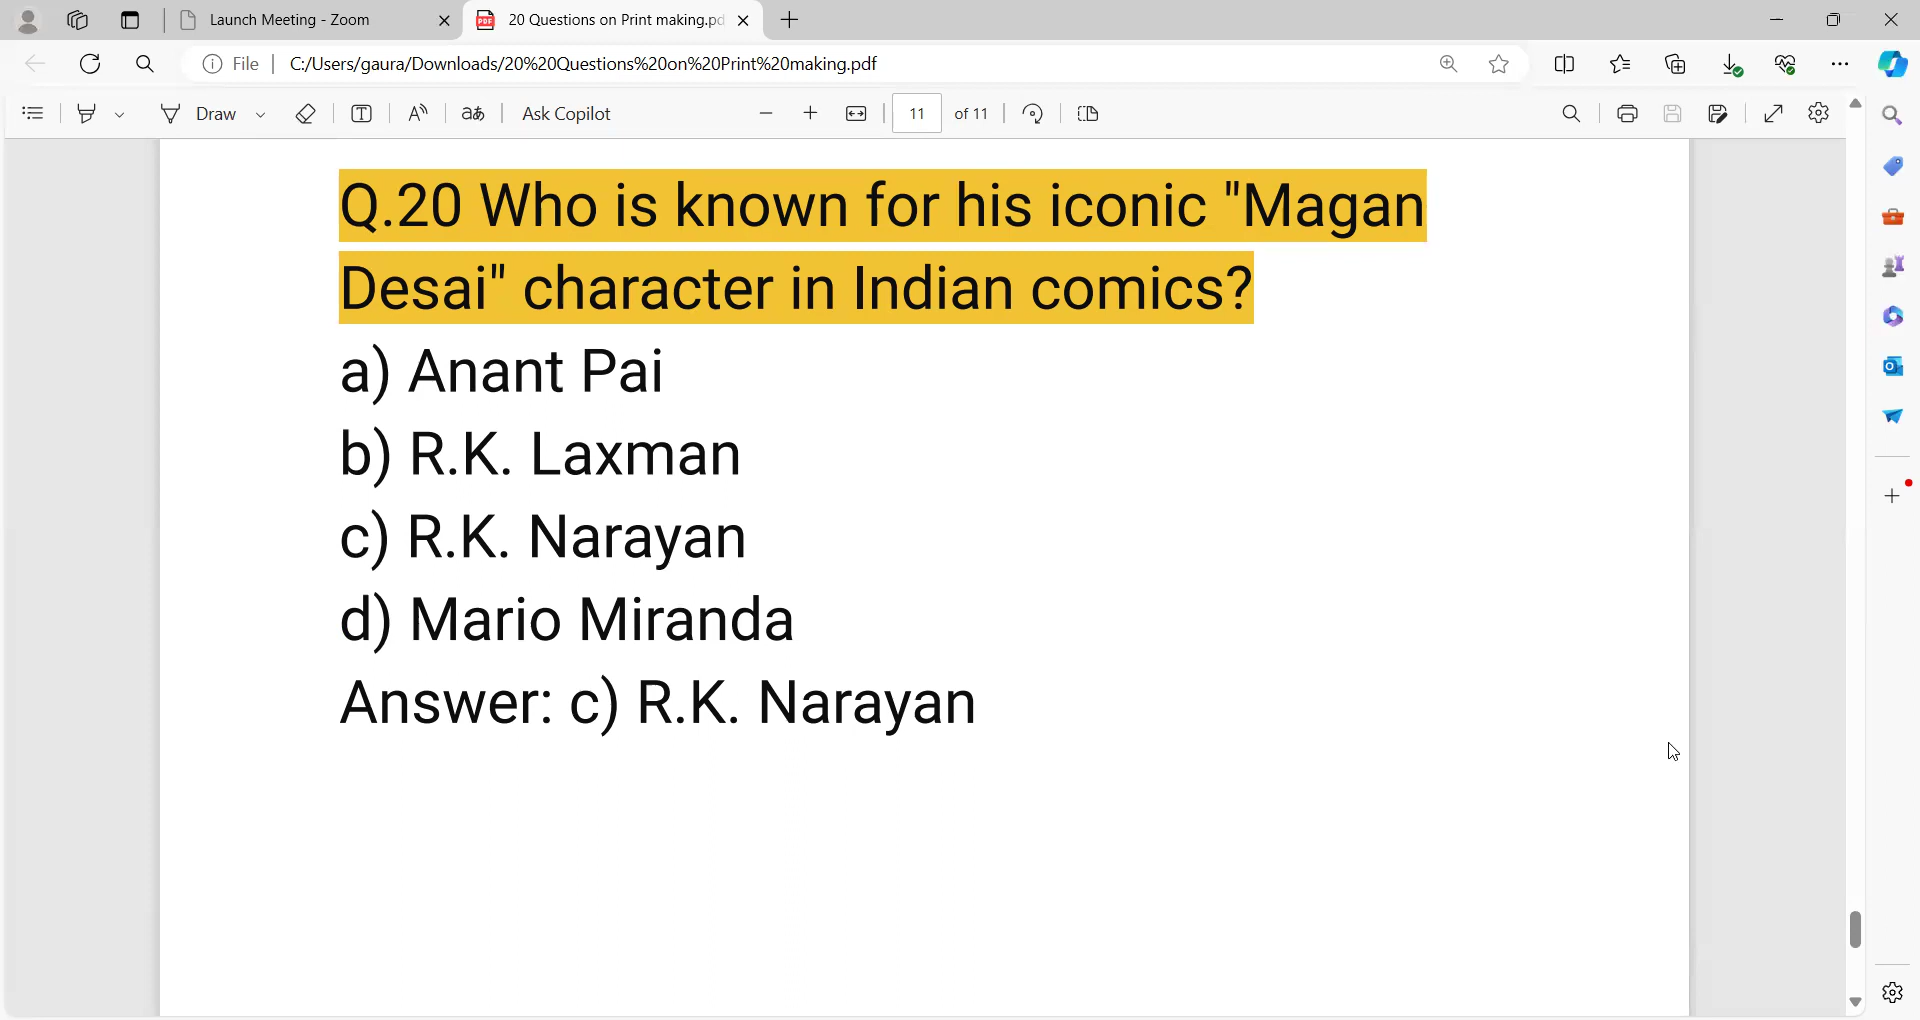 Launch Meeting - Zoom
20 Questions on Print making.pd
File
C:/Users/gaura/Downloads/20%20Questions%20on%20Print%20making.pdf
Draw
Ask Copilot
11
of 11
Q.20 Who is known for his iconic "Magan
Desai" character in Indian comics?
a) Anant Pai
b) R.K. Laxman
c) R.K. Narayan
d) Mario Miranda
Answer: c) R.K. Narayan